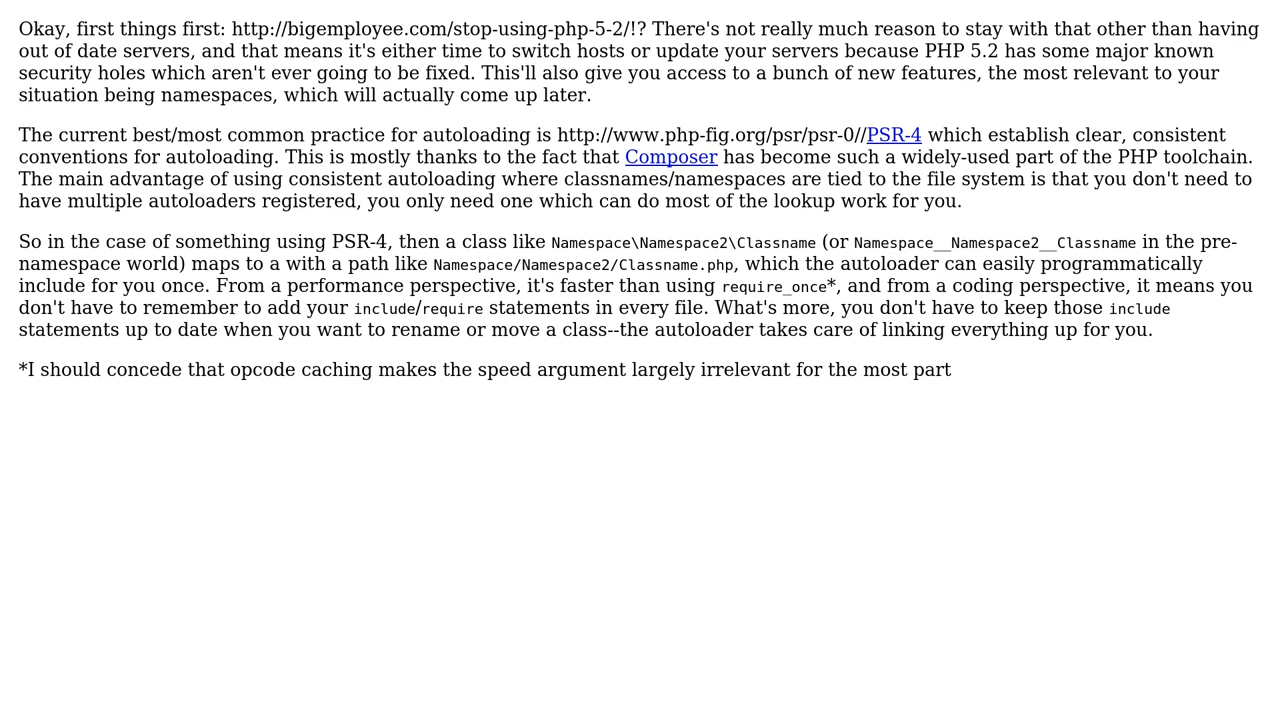 Okay, first things first: http://bigemployee.com/stop-using-php-5-2/!? There's not really much reason to stay with that other than having
out of date servers, and that means it's either time to switch hosts or update your servers because PHP 5.2 has some major known
security holes which aren't ever going to be fixed. This'll also give you access to a bunch of new features, the most relevant to your
situation being namespaces, which will actually come up later.
The current best/most common practice for autoloading is http://www.php-fig.org/psr/psr-0//PSR-4 which establish clear, consistent
conventions for autoloading. This is mostly thanks to the fact that Composer has become such a widely-used part of the PHP toolchain.
The main advantage of using consistent autoloading where classnames/namespaces are tied to the file system is that you don't need to
have multiple autoloaders registered, you only need one which can do most of the lookup work for you.
So in the case of something using PSR-4, then a class like Namespace\Namespace2\Classname (or Namespace__Namespace2__Classname in the pre-
namespace world) maps to a with a path like Namespace/Namespace2/Classname.php, which the autoloader can easily programmatically
include for you once. From a performance perspective, it's faster than using require_once*, and from a coding perspective, it means you
don't have to remember to add your include/require statements in every file. What's more, you don't have to keep those include
statements up to date when you want to rename or move a class--the autoloader takes care of linking everything up for you.
*I should concede that opcode caching makes the speed argument largely irrelevant for the most part